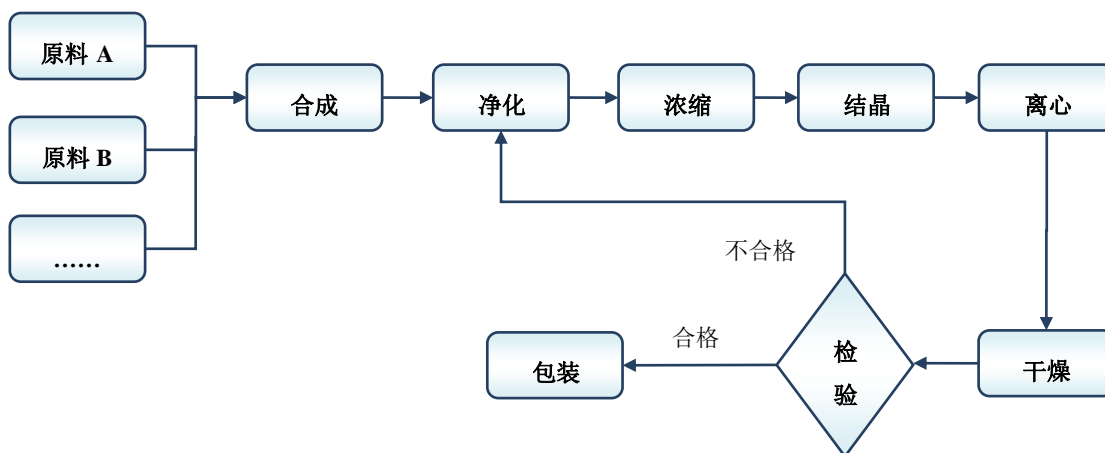 原料 A
合成
净化
浓缩
结晶
离心
原料 B
……
不合格
合格
包装
检
验
干燥